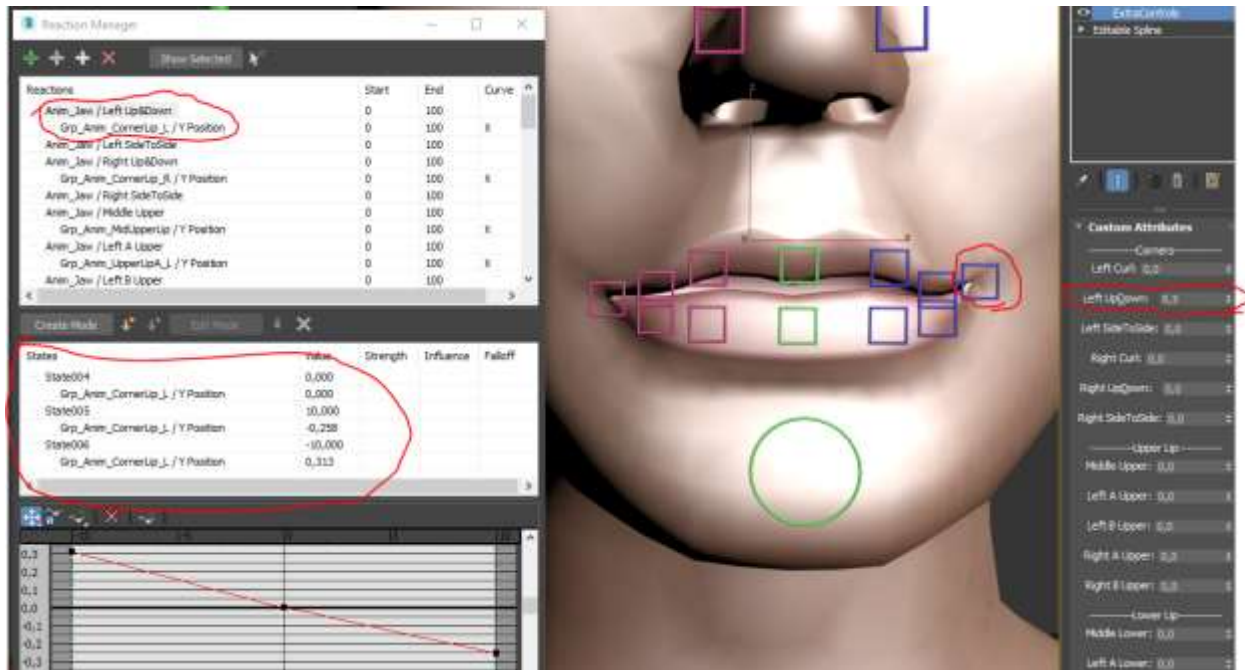 Reaction Manager
Show Selected
Reactions Start End Curve
Anim_Jaw / Left Up&Down 0 100
Grp_Anim_CornerUp_L / Y Position 0 100 X
Anim_Jaw / Left SideToSide 0 100
Anim_Jaw / Right Up&Down 0 100
Grp_Anim_CornerUp_R / Y Position 0 100 X
Anim_Jaw / Right SideToSide 0 100
Anim_Jaw / Middle Upper 0 100
Grp_Anim_MidUpperUp / Y Position 0 100 X
Anim_Jaw / Left A Upper 0 100
Grp_Anim_UpperUpA_L / Y Position 0 100 X
Anim_Jaw / Left B Upper 0 100
Create Mode Edit Mode
States Value Strength Influence Falloff
State004 0,000
Grp_Anim_CornerUp_L / Y Position 0,000
State005 10,000
Grp_Anim_CornerUp_L / Y Position -0,258
State006 -10,000
Grp_Anim_CornerUp_L / Y Position 0,313
0,3
0,2
0,1
0,0
-0,1
-0,2
-0,3
ExtraControls
Editable Spline
Custom Attributes
Corners
Left Curl: 0,0
Left UpDown: 0,0
Left SideToSide: 0,0
Right Curl: 0,0
Right UpDown: 0,0
Right SideToSide: 0,0
Upper Lip
Middle Upper: 0,0
Left A Upper: 0,0
Left B Upper: 0,0
Right A Upper: 0,0
Right B Upper: 0,0
Lower Lip
Middle Lower: 0,0
Left A Lower: 0,0